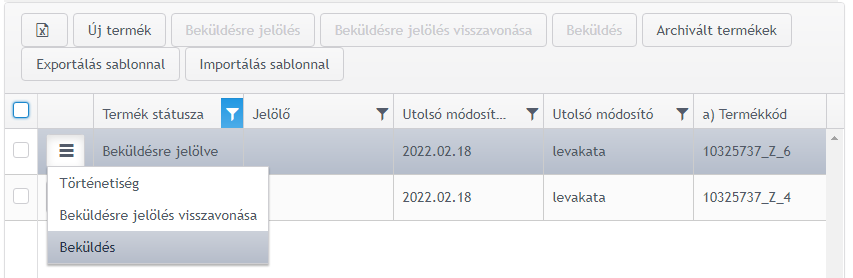 Új termék Beküldésre jelölés Beküldésre jelölés visszavonása Beküldés Archivált termékek
Exportálás sablonnal Importálás sablonnal
Termék státusza Jelölő Utolsó módosít... Utolsó módosító a) Termékkód
Beküldésre jelölve 2022.02.18 levakata 10325737_Z_6
Történetiség
2022.02.18 levakata 10325737_Z_4
Beküldésre jelölés visszavonása
Beküldés